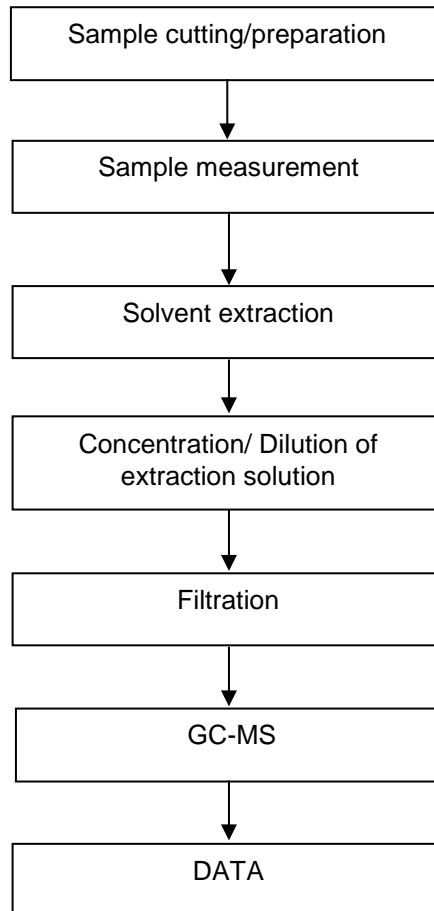 Sample cutting/preparation
Sample measurement
Solvent extraction
Concentration/ Dilution of
extraction solution
Filtration
GC-MS
DATA